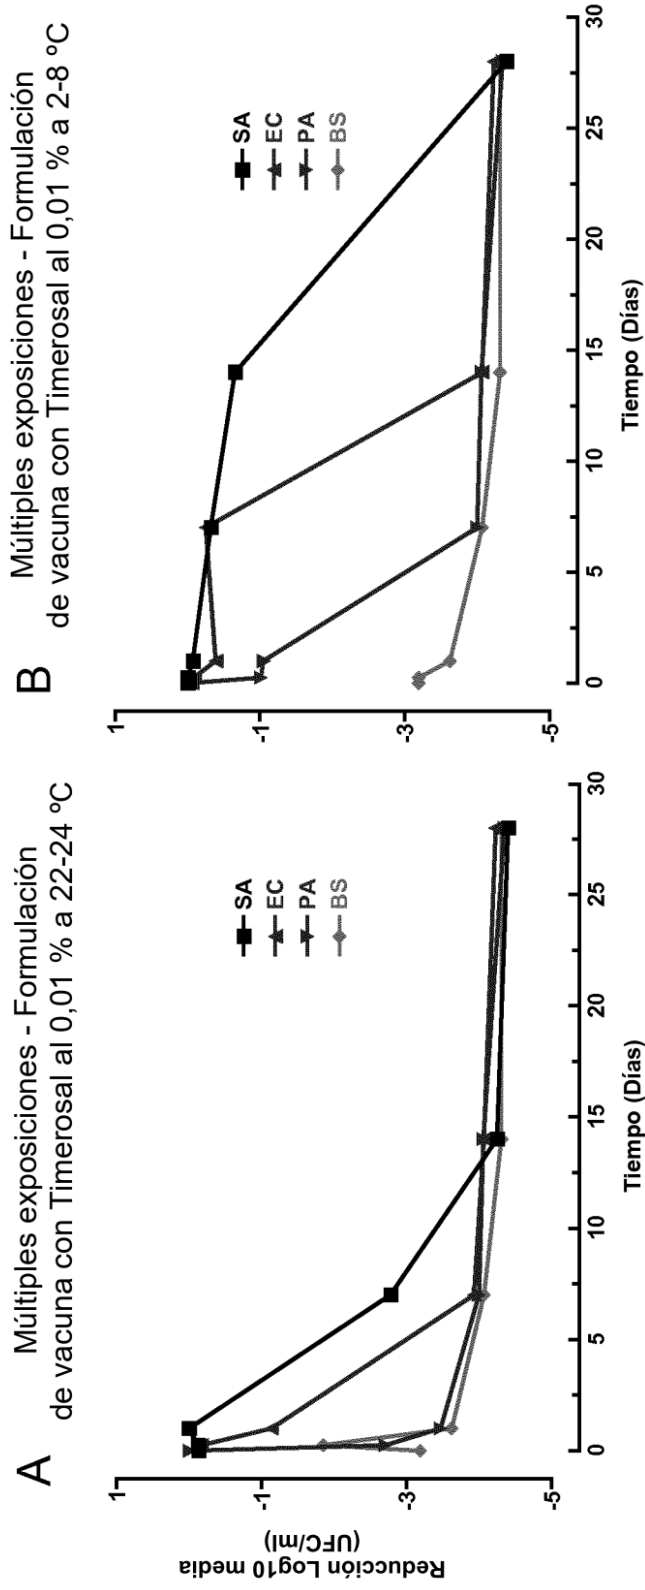 A
Múltiples exposiciones - Formulación
de vacuna con Timerosal al 0,01 % a 22-24 ºC
Reducción Log10 media
(UFC/ml)
1
-1
-3
-5
SA
EC
PA
BS
0
5
10
15
20
25
30
Tiempo (Días)
B
Múltiples exposiciones - Formulación
de vacuna con Timerosal al 0,01 % a 2-8 ºC
1
-1
-3
-5
SA
EC
PA
BS
0
5
10
15
20
25
30
Tiempo (Días)